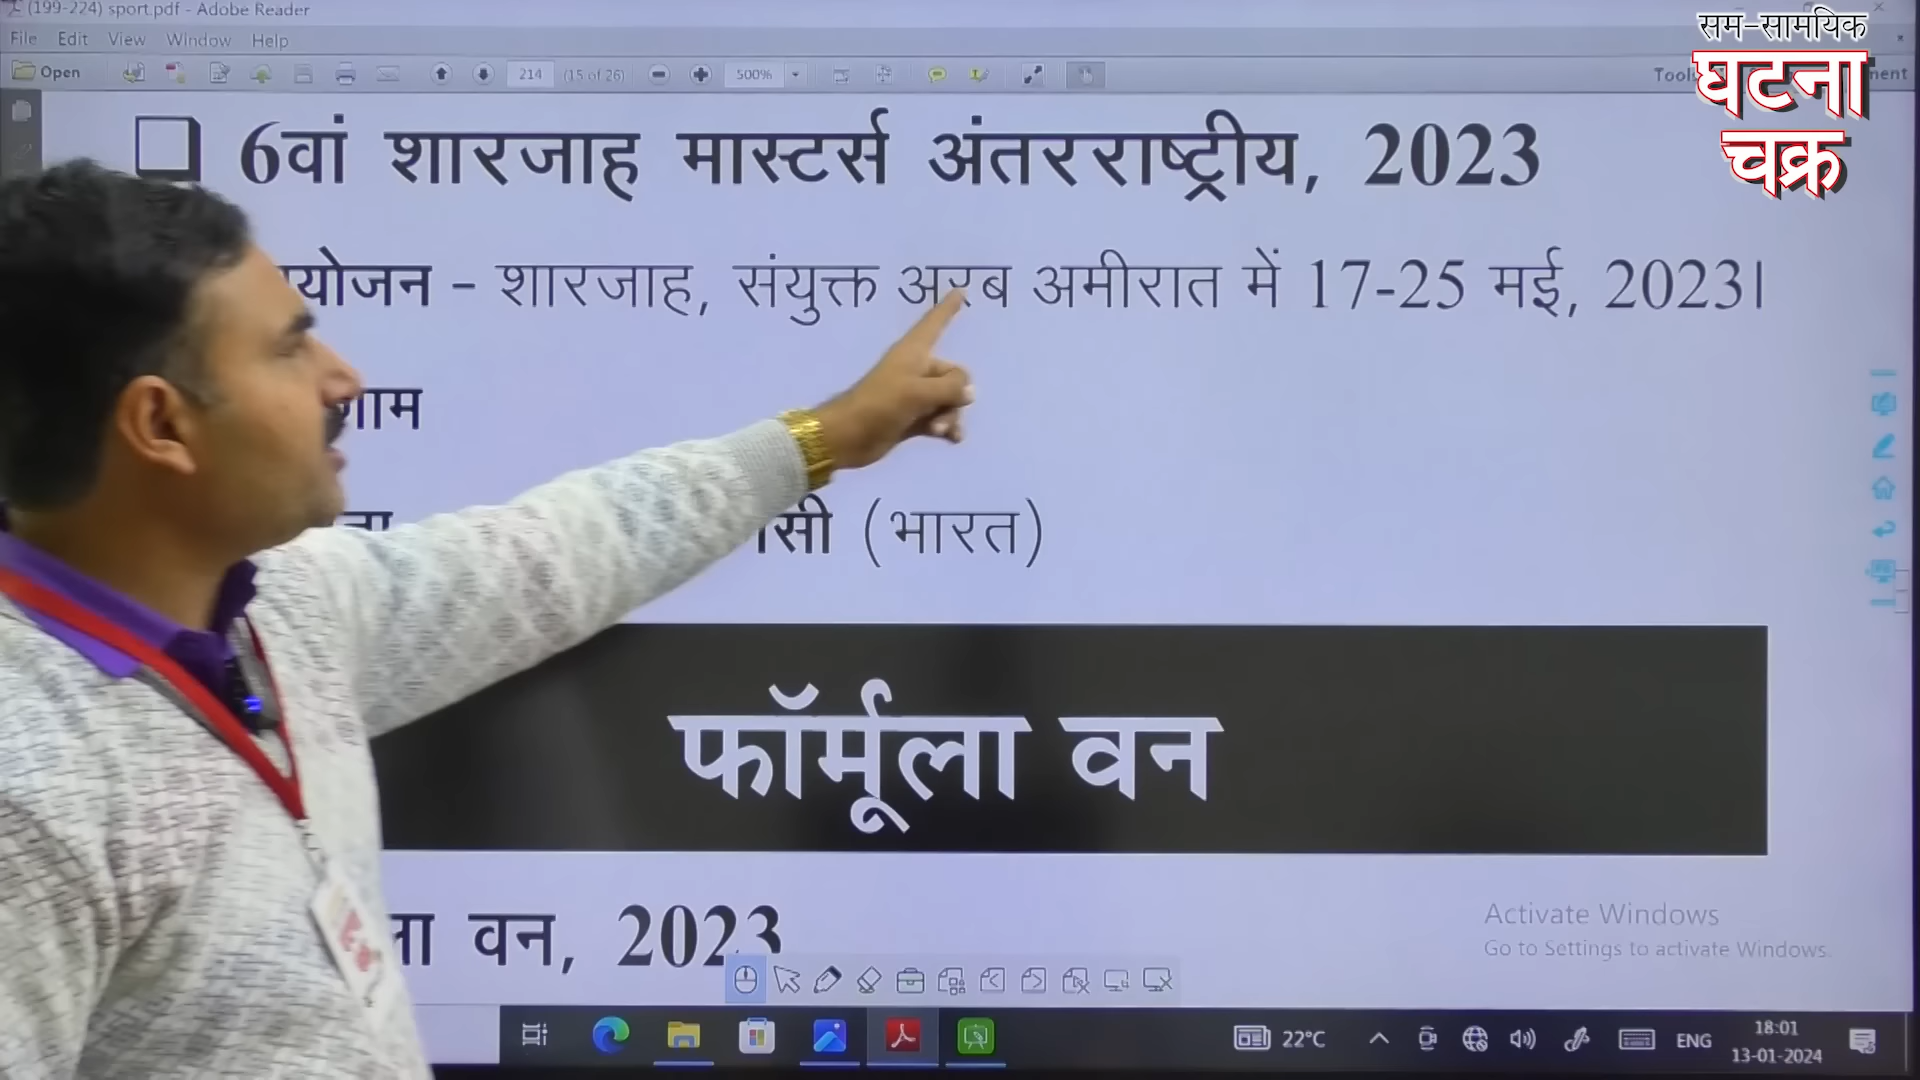 (199-224) sport.pdf - Adobe Reader
File Edit View Window Help
Open 214 (15 of 26) 500%
सम-सामयिक
घटना
चक्र
6वां शारजाह मास्टर्स अंतरराष्ट्रीय, 2023
योजन - शारजाह, संयुक्त अरब अमीरात में 17-25 मई, 2023।
णाम
सी (भारत)
फॉर्मूला वन
ला वन, 2023
Activate Windows
Go to Settings to activate Windows.
22°C ENG 18:01
13-01-2024